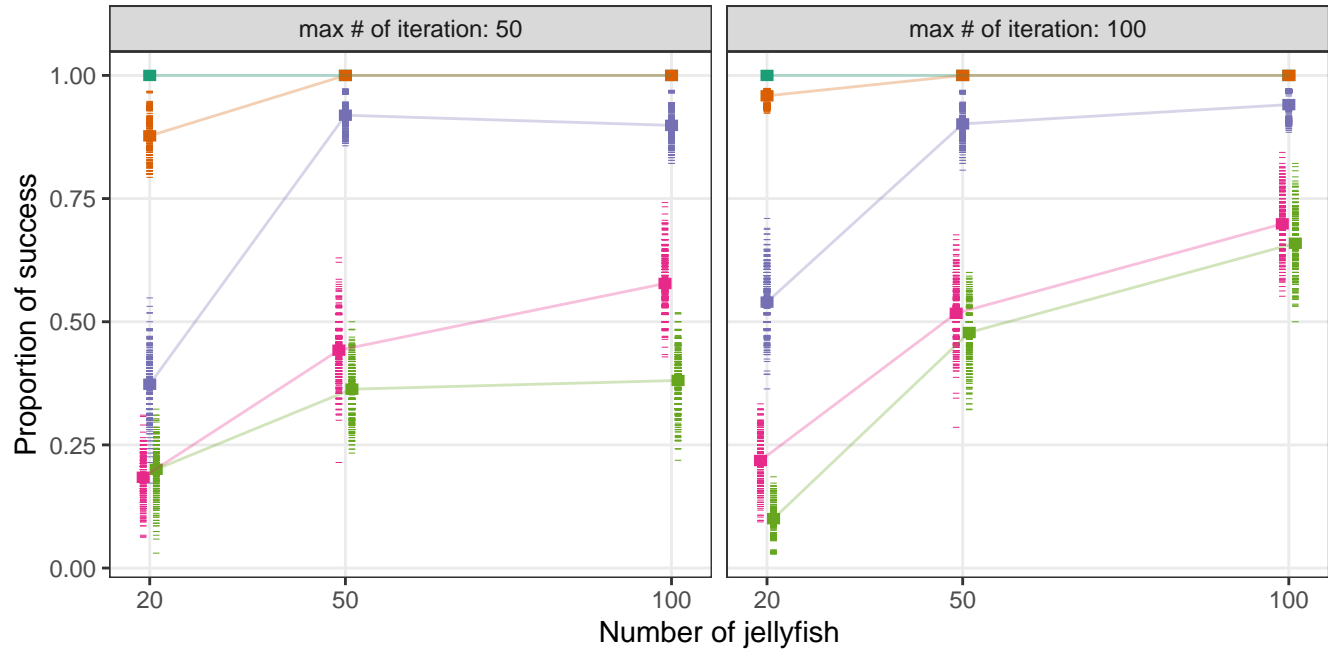 max # of iteration: 50
max # of iteration: 100
Proportion of success
1.00
0.75
0.50
0.25
0.00
20 50 100
20 50 100
Number of jellyfish